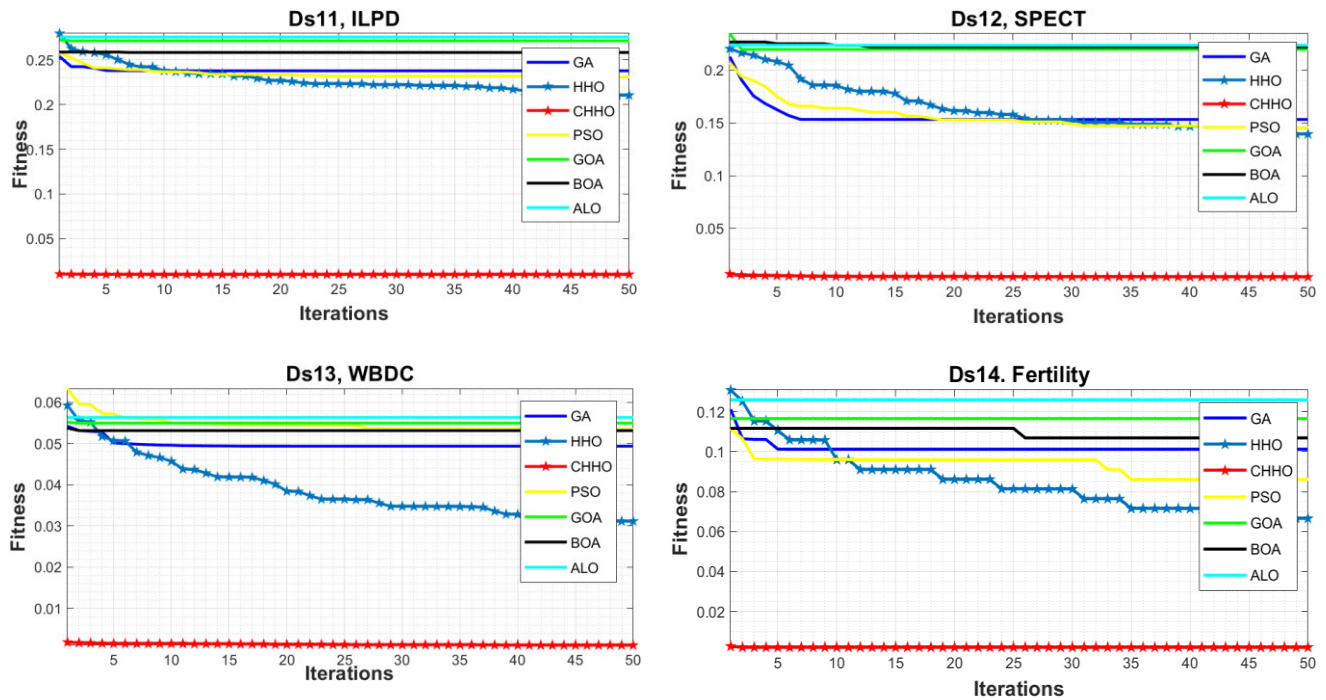 Ds11, ILPD
Fitness
0.25
0.2
0.15
0.1
0.05
5 10 15 20 25 30 35 40 45 50
Iterations
GA
HHO
CHHO
PSO
GOA
BOA
ALO
Ds12, SPECT
Fitness
0.2
0.15
0.1
0.05
5 10 15 20 25 30 35 40 45 50
Iterations
GA
HHO
CHHO
PSO
GOA
BOA
ALO
Ds13, WBDC
Fitness
0.06
0.05
0.04
0.03
0.02
0.01
5 10 15 20 25 30 35 40 45 50
Iterations
GA
HHO
CHHO
PSO
GOA
BOA
ALO
Ds14. Fertility
Fitness
0.12
0.1
0.08
0.06
0.04
0.02
5 10 15 20 25 30 35 40 45 50
Iterations
GA
HHO
CHHO
PSO
GOA
BOA
ALO